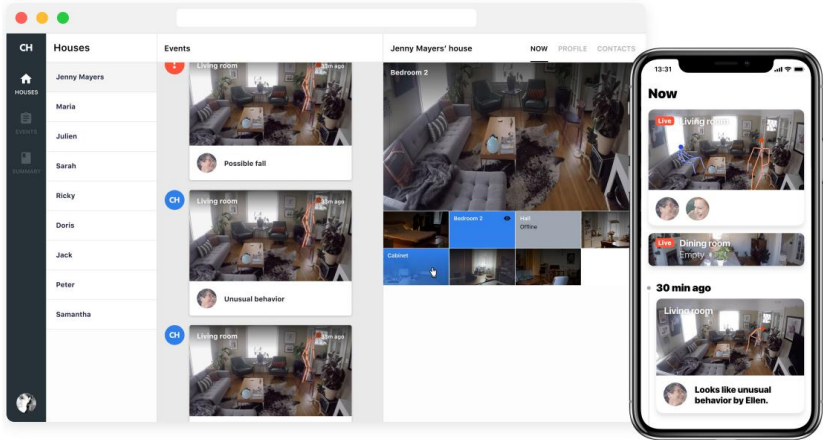 CH
HOUSES
EVENTS
SUMMARY
Houses
Jenny Mayers
Maria
Julien
Sarah
Ricky
Doris
Jack
Peter
Samantha
Events
Living room
Possible fall
CH
Living room
Unusual behavior
CH
Living room
Jenny Mayers' house
NOW PROFILE CONTACTS
Bedroom 2
Bedroom 2
Hall
Offline
Cabinet
13:31
Now
Live Living room
Live Dining room
Empty
30 min ago
Living room
Looks like unusual
behavior by Ellen.